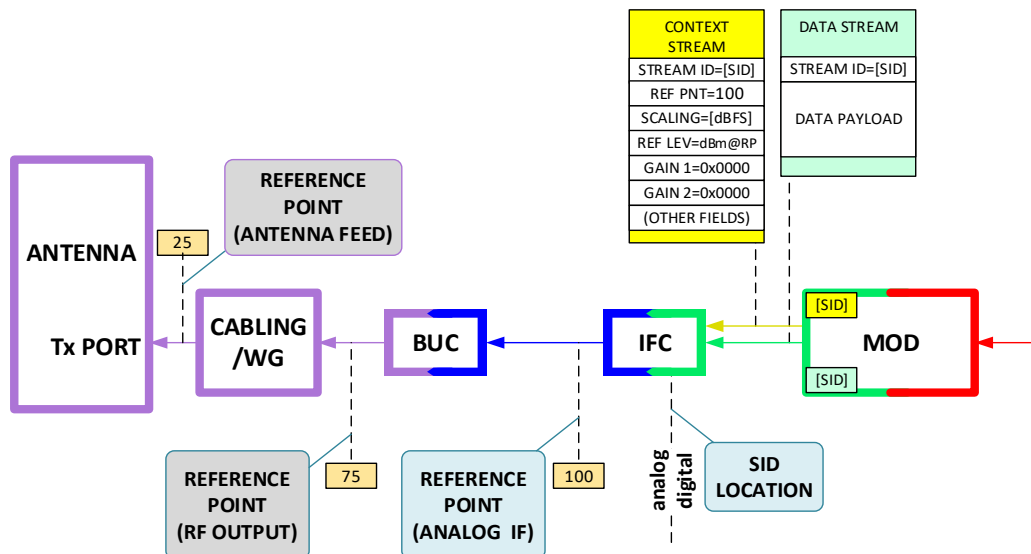 CONTEXT
STREAM
STREAM ID=[SID]
REF PNT=100
SCALING=[dBFS]
REF LEV=dBm@RP
GAIN 1=0x0000
GAIN 2=0x0000
(OTHER FIELDS)
DATA STREAM
STREAM ID=[SID]
DATA PAYLOAD
REFERENCE
POINT
(ANTENNA FEED)
25
ANTENNA
Tx PORT
CABLING
/WG
BUC
IFC
[SID]
MOD
[SID]
REFERENCE
POINT
(RF OUTPUT)
75
REFERENCE
POINT
(ANALOG IF)
100
analog
digital
SID
LOCATION